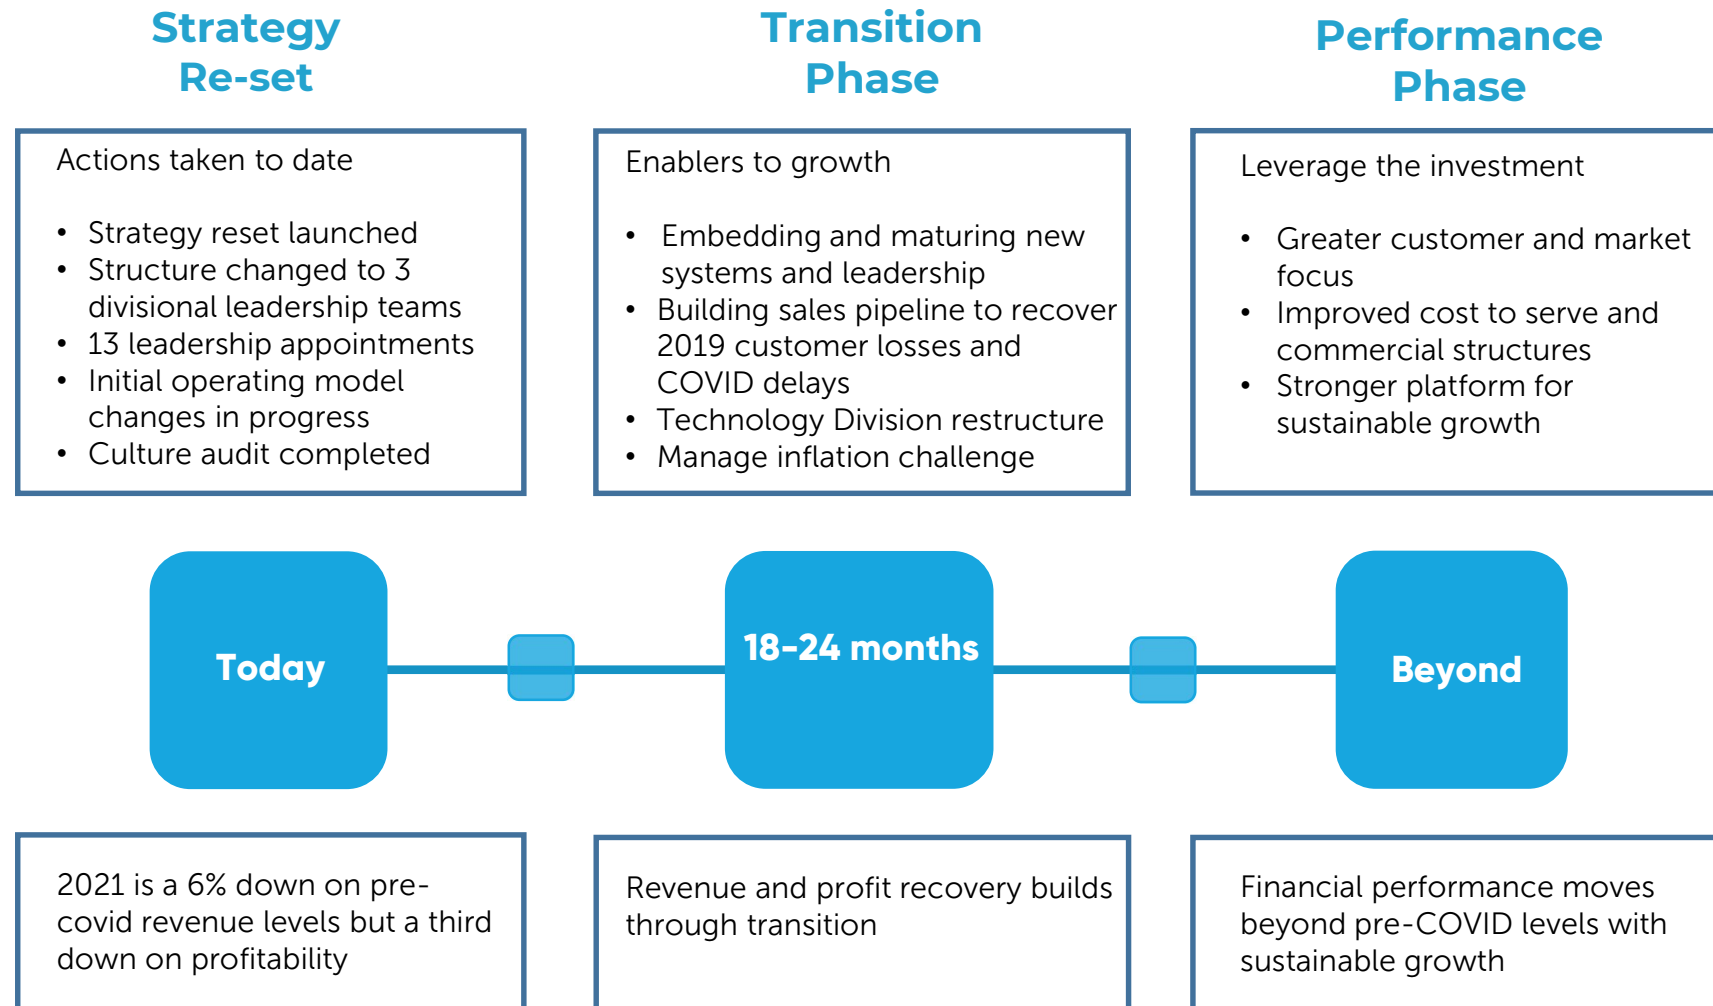 Strategy
Re-set
Transition
Phase
Performance
Phase
Actions taken to date
• Strategy reset launched
• Structure changed to 3
divisional leadership teams
• 13 leadership appointments
• Initial operating model
changes in progress
• Culture audit completed
Enablers to growth
• Embedding and maturing new
systems and leadership
• Building sales pipeline to recover
2019 customer losses and
COVID delays
• Technology Division restructure
• Manage inflation challenge
Leverage the investment
• Greater customer and market
focus
• Improved cost to serve and
commercial structures
• Stronger platform for
sustainable growth
Today
18-24 months
Beyond
2021 is a 6% down on pre-
covid revenue levels but a third
down on profitability
Revenue and profit recovery builds
through transition
Financial performance moves
beyond pre-COVID levels with
sustainable growth